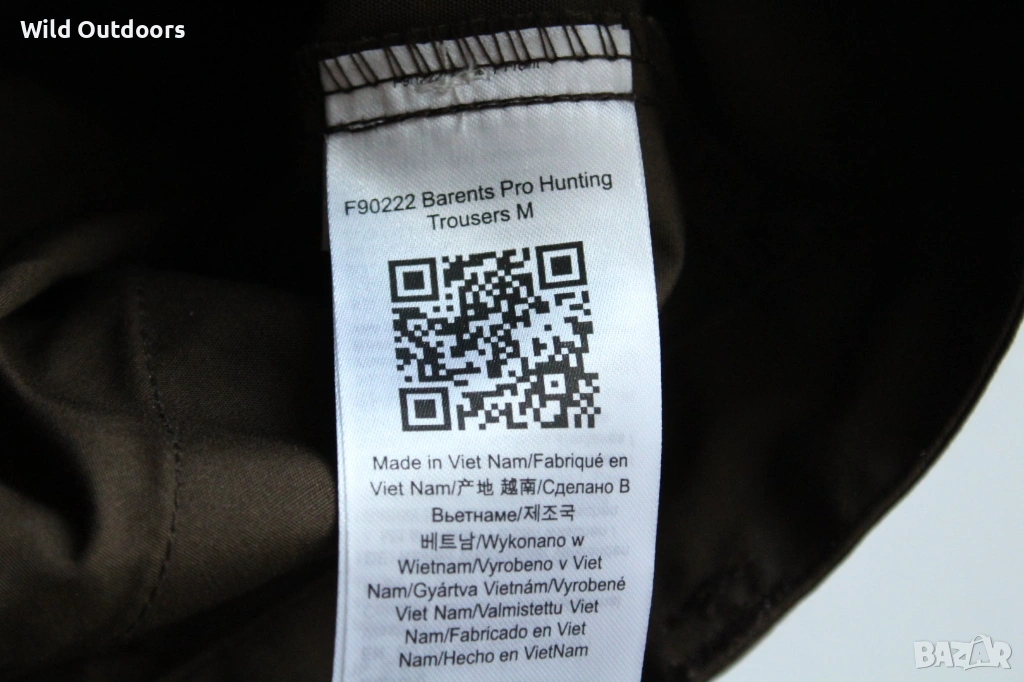 Wild Outdoors
F90222 Barents Pro Hunting
Trousers M
Made in Viet Nam/Fabriqué en
Viet Nam/产地 越南/Сделано В
Вьетнаме/제조국
베트남/Wykonano w
Wietnam/Vyrobeno v Viet
Nam/Gyártva Vietnám/Vyrobené
Viet Nam/Valmistettu Viet
Nam/Fabricado en Viet
Nam/Hecho en VietNam
BAZAR